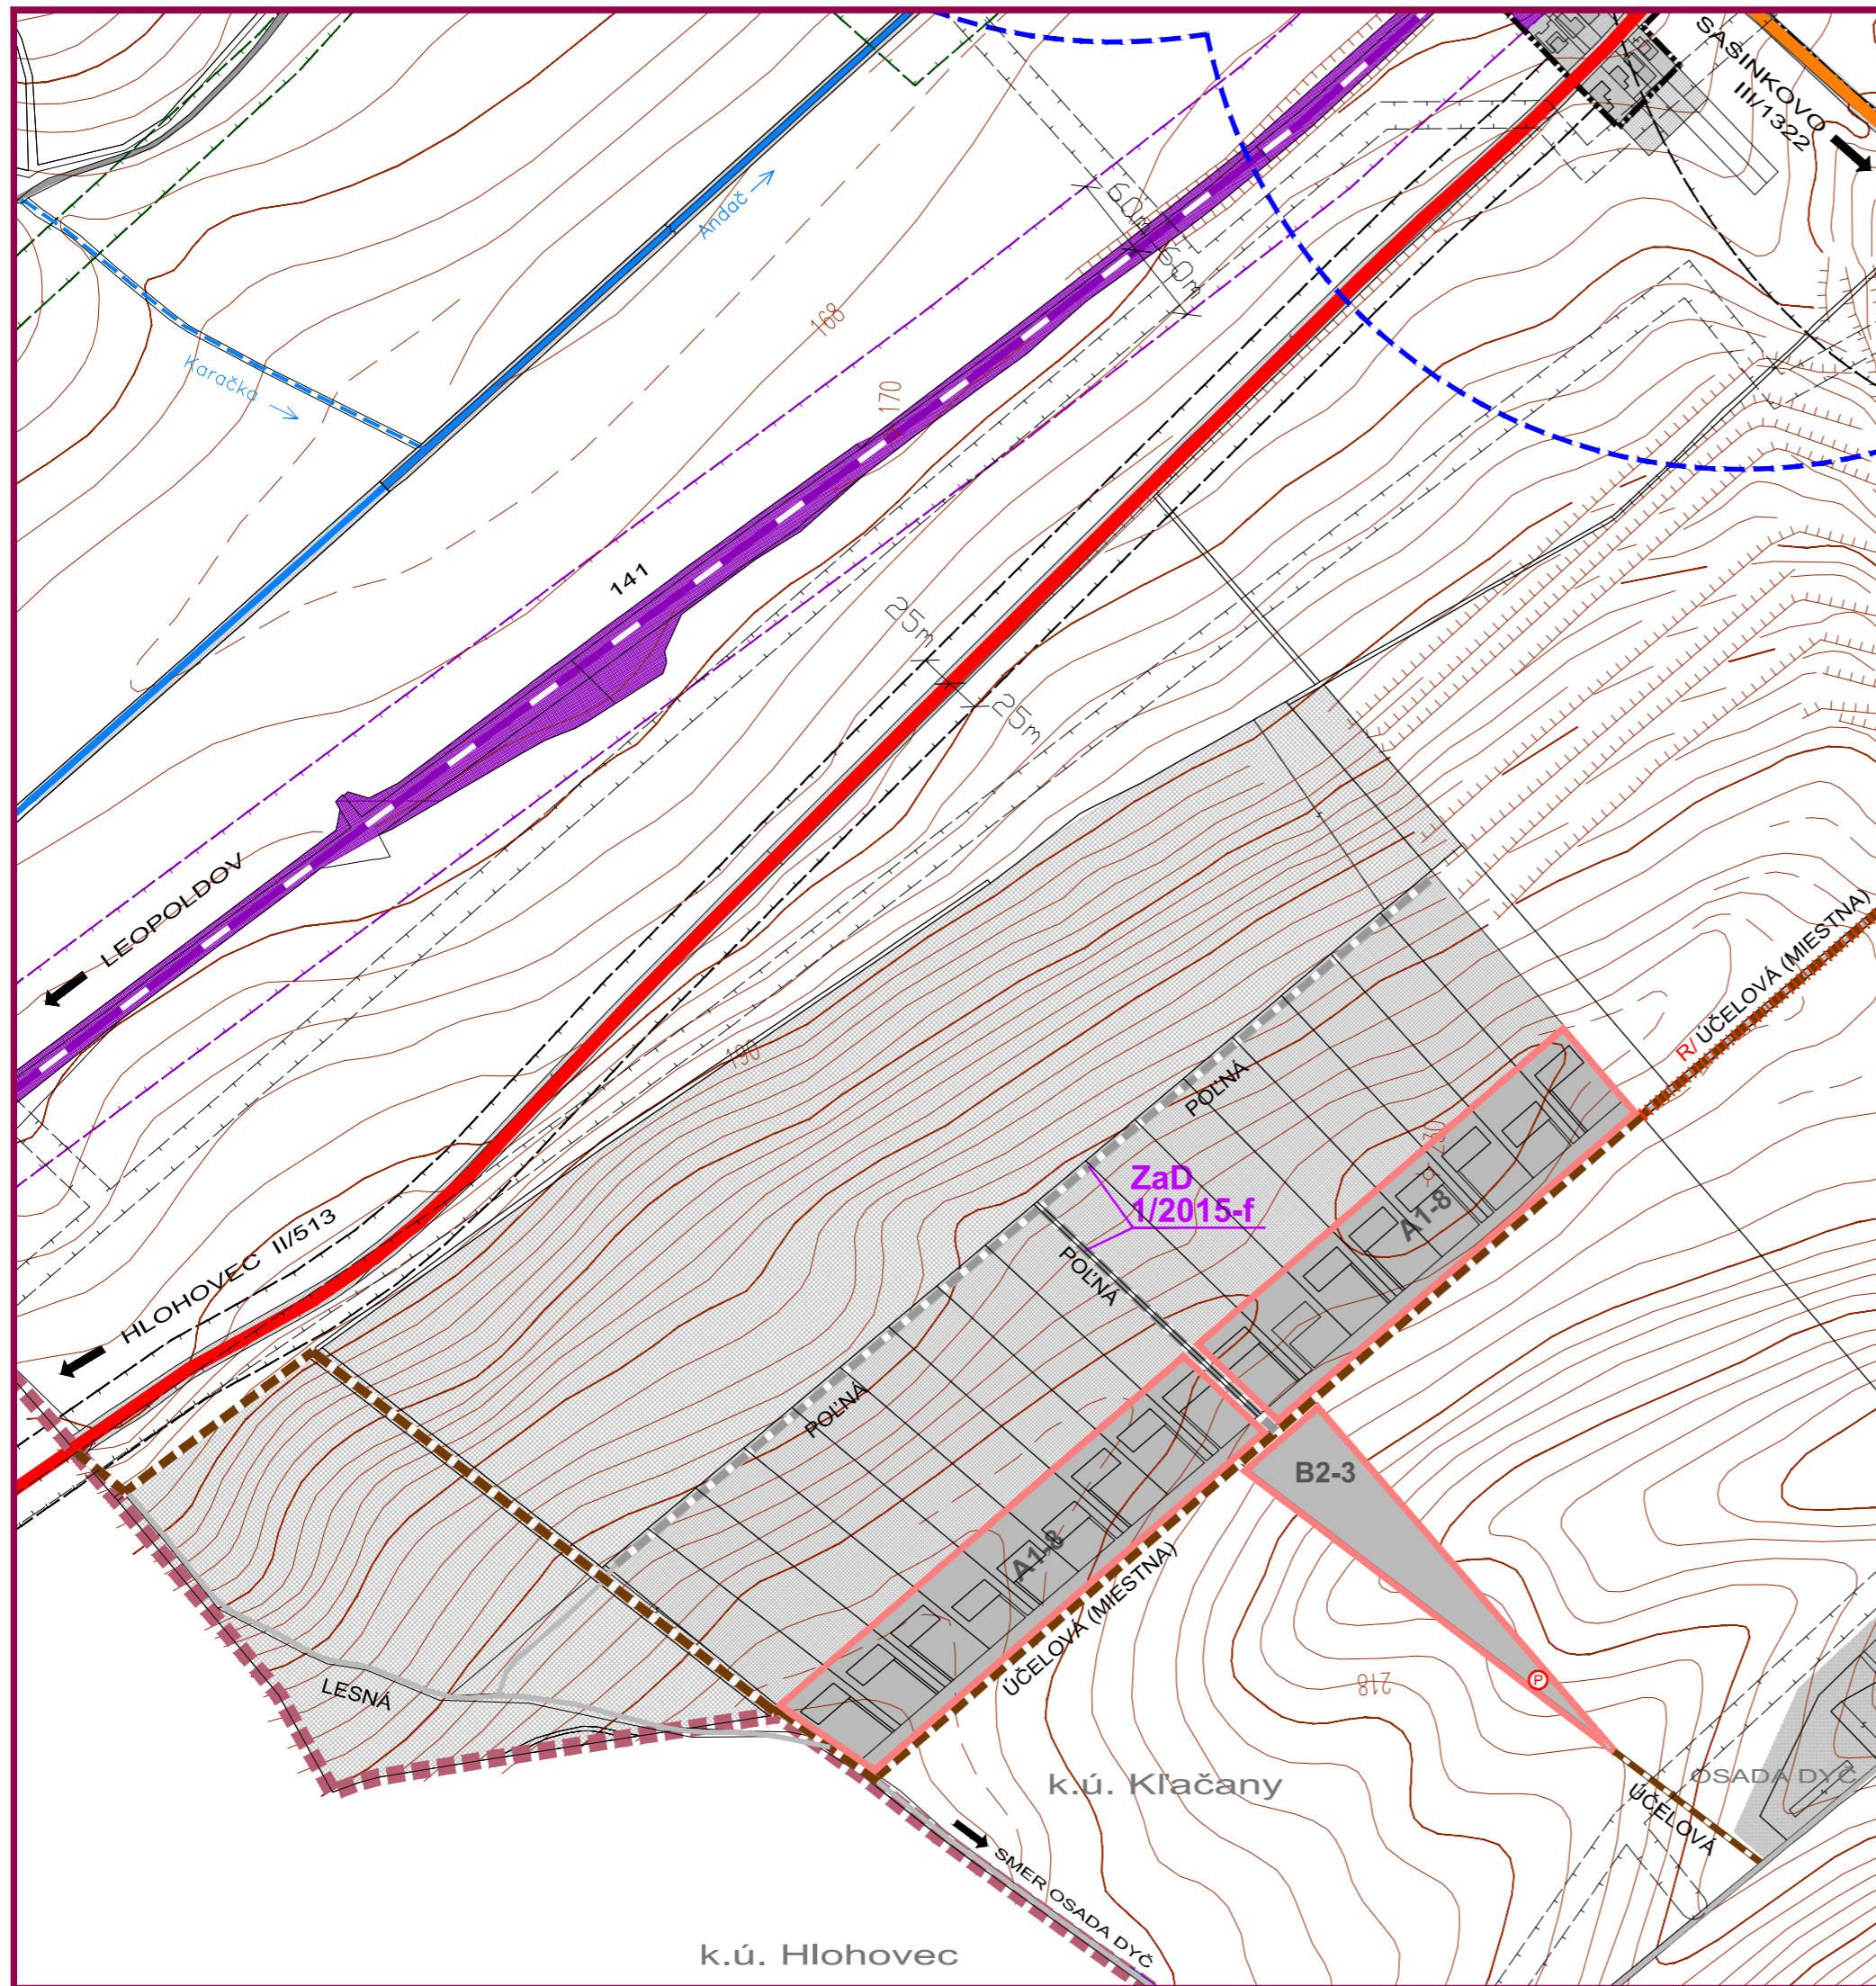 SASINKOVO
III/1322
Andač
60m
60m
Karačka
168
170
141
25m
25m
LEOPOLDOV
R/ ÚČELOVÁ (MIESTNA)
190
POĽNÁ
ZaD
1/2015-f
A1-8
HLOHOVEC II/513
POĽNÁ
POĽNÁ
B2-3
A1-8
ÚČELOVÁ (MIESTNA)
LESNÁ
218
P
k.ú. Kľačany
OSADA DYČ
ÚČELOVÁ
SMER OSADA DYČ
k.ú. Hlohovec